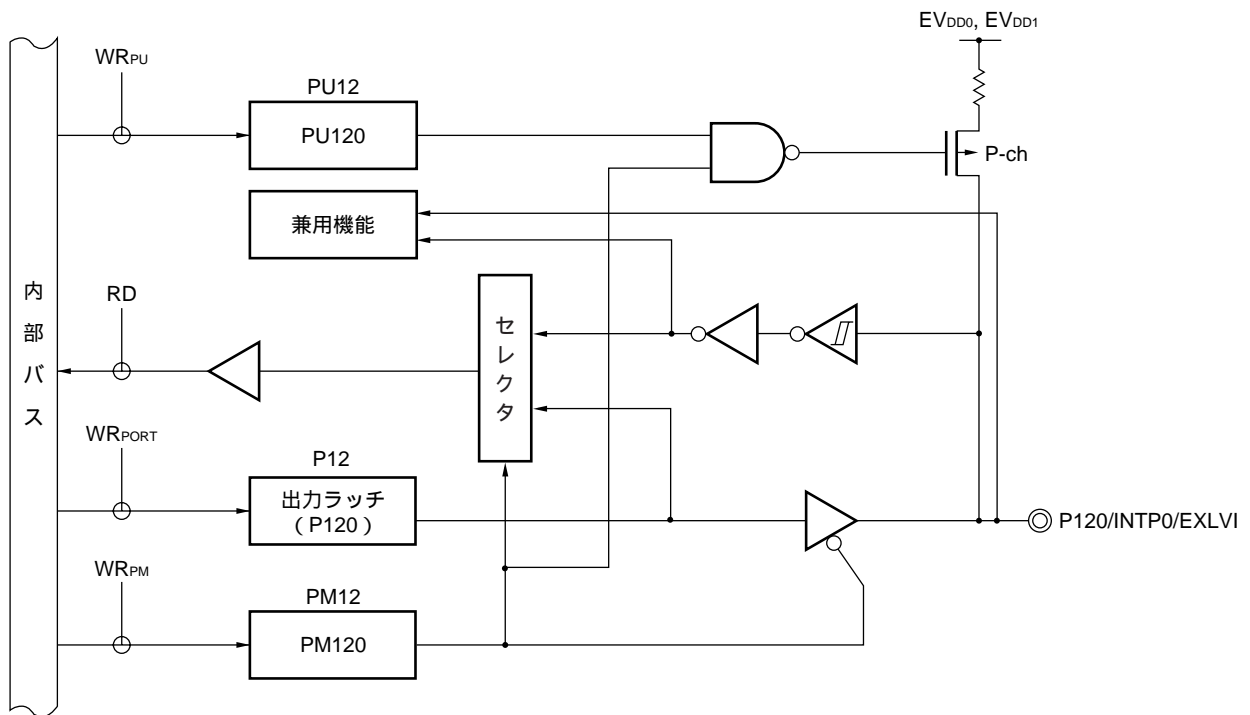 EVDD0, EVDD1
WRPU
PU12
PU120
P-ch
兼用機能
内部バス
RD
セレクタ
WRPORT
P12
出力ラッチ
（P120）
P120/INTP0/EXLVI
WRPM
PM12
PM120